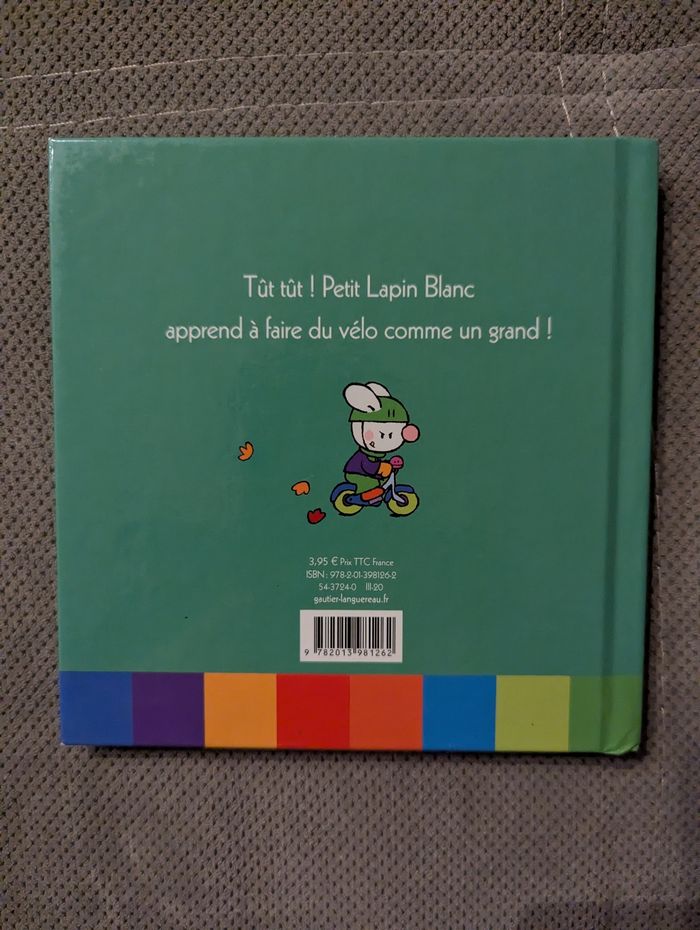 Tût tût ! Petit Lapin Blanc
apprend à faire du vélo comme un grand !
3,95 € Prix TTC France
ISBN : 978-2-01-398126-2
54-3724-0 III-20
gautier-languereau.fr
9 782013 981262